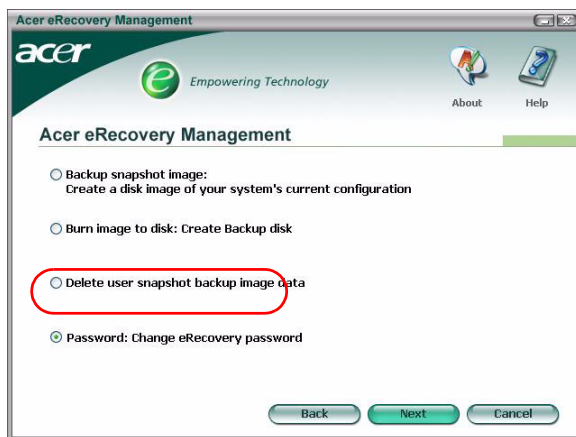 Acer eRecovery Management
acer
e Empowering Technology
About
Help
Acer eRecovery Management
Backup snapshot image:
Create a disk image of your system's current configuration
Burn image to disk: Create Backup disk
Delete user snapshot backup image data
Password: Change eRecovery password
Back
Next
Cancel